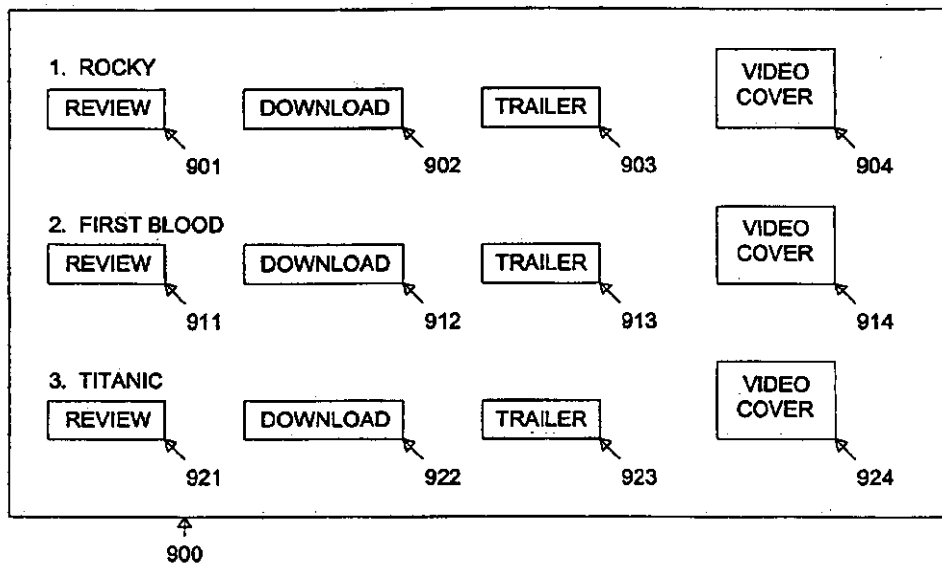 1. ROCKY
REVIEW DOWNLOAD TRAILER VIDEO COVER
901 902 903 904
2. FIRST BLOOD
REVIEW DOWNLOAD TRAILER VIDEO COVER
911 912 913 914
3. TITANIC
REVIEW DOWNLOAD TRAILER VIDEO COVER
921 922 923 924
900